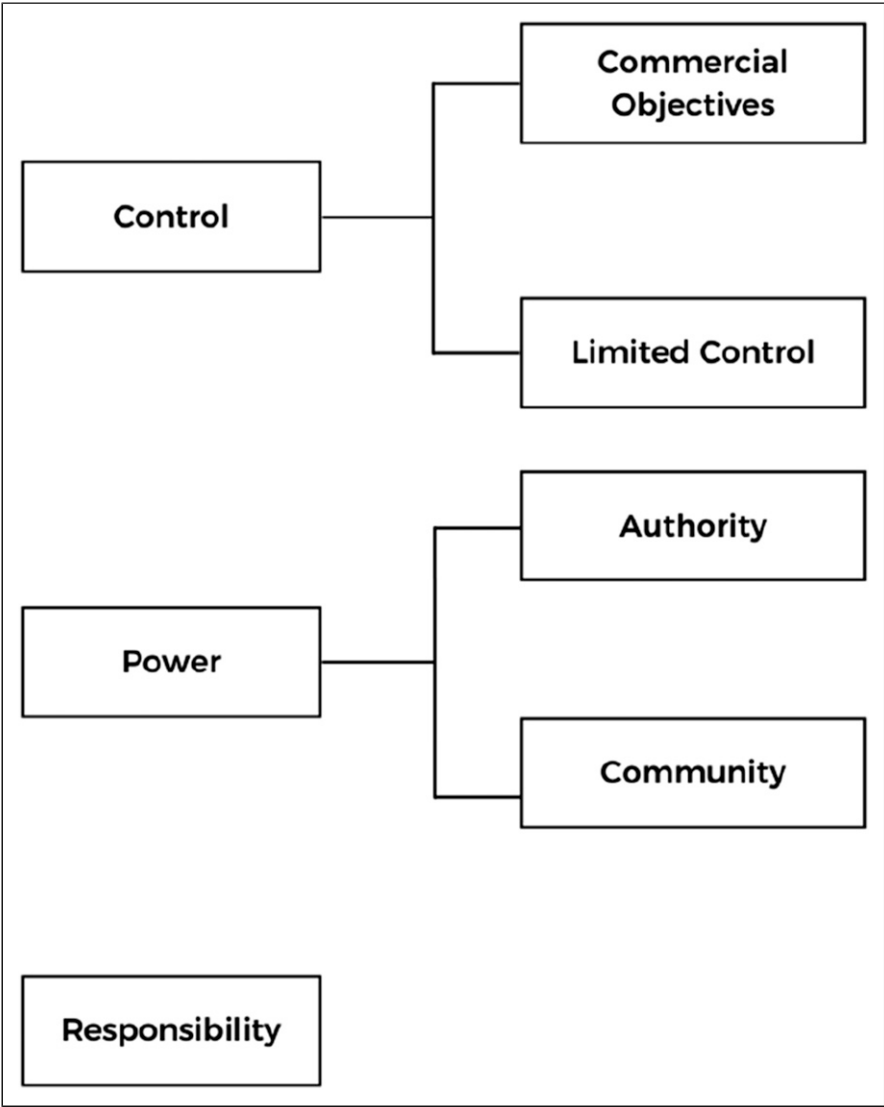 Commercial
Objectives
Control
Limited Control
Authority
Power
Community
Responsibility